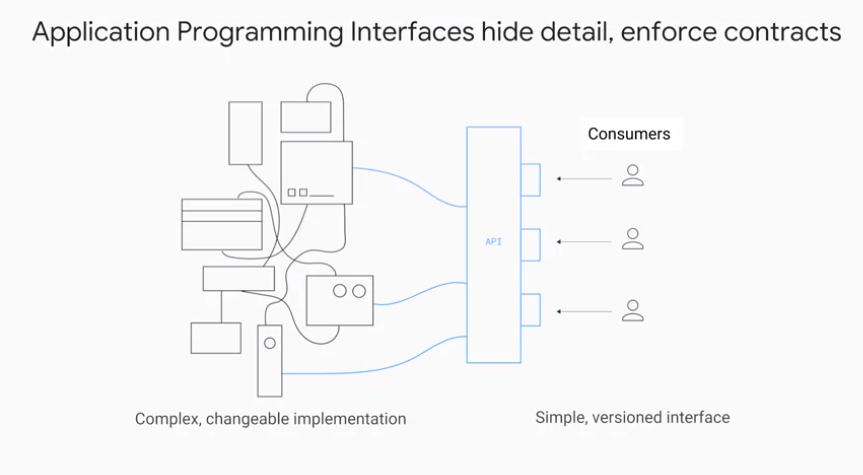 Application Programming Interfaces hide detail, enforce contracts
Consumers
API
Complex, changeable implementation
Simple, versioned interface